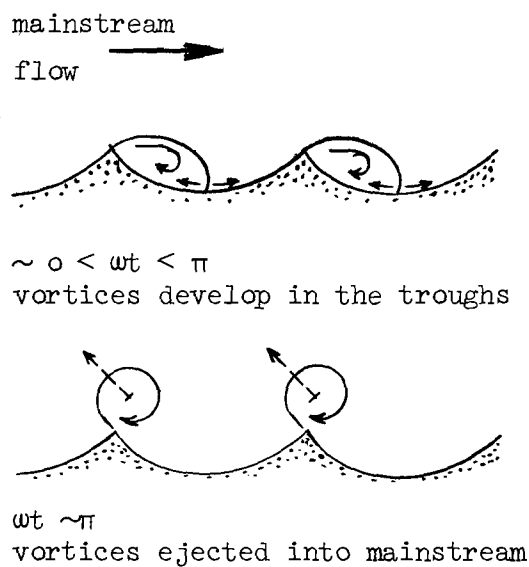 mainstream
flow
~ o < ωt < π
vortices develop in the troughs
ωt ~π
vortices ejected into mainstream